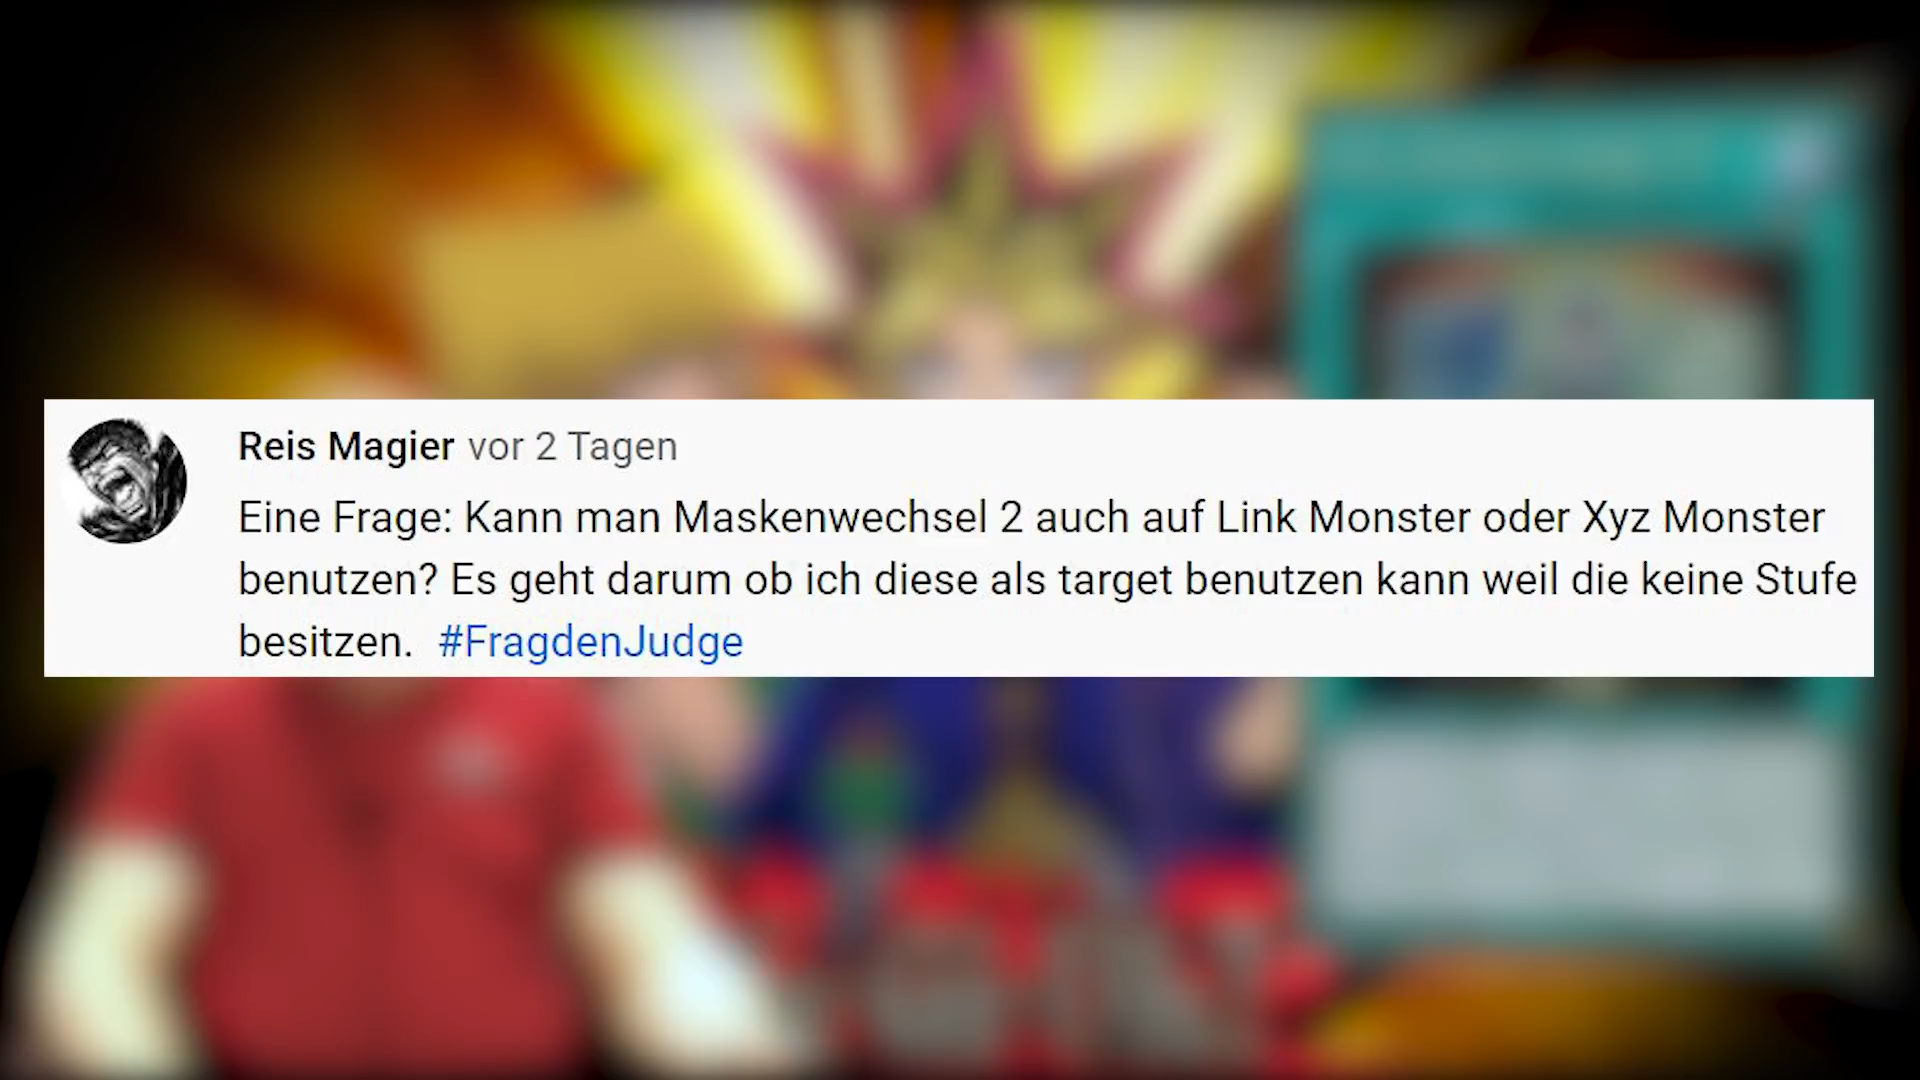 Reis Magier vor 2 Tagen
Eine Frage: Kann man Maskenwechsel 2 auch auf Link Monster oder Xyz Monster
benutzen? Es geht darum ob ich diese als target benutzen kann weil die keine Stufe
besitzen. #FragdenJudge